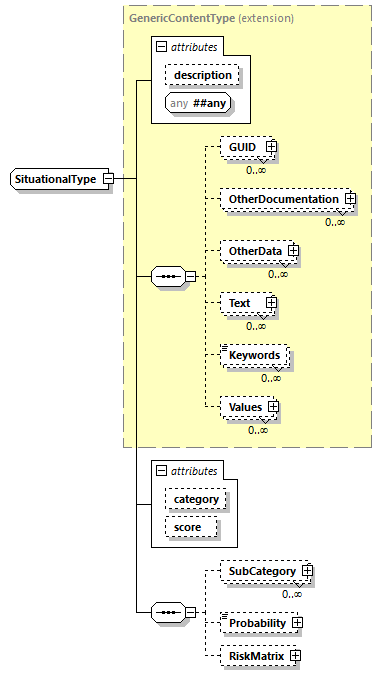 GenericContentType (extension)
attributes
description
any ##any
SituationalType
GUID
0..∞
OtherDocumentation
0..∞
OtherData
0..∞
Text
0..∞
Keywords
0..∞
Values
0..∞
attributes
category
score
SubCategory
0..∞
Probability
RiskMatrix